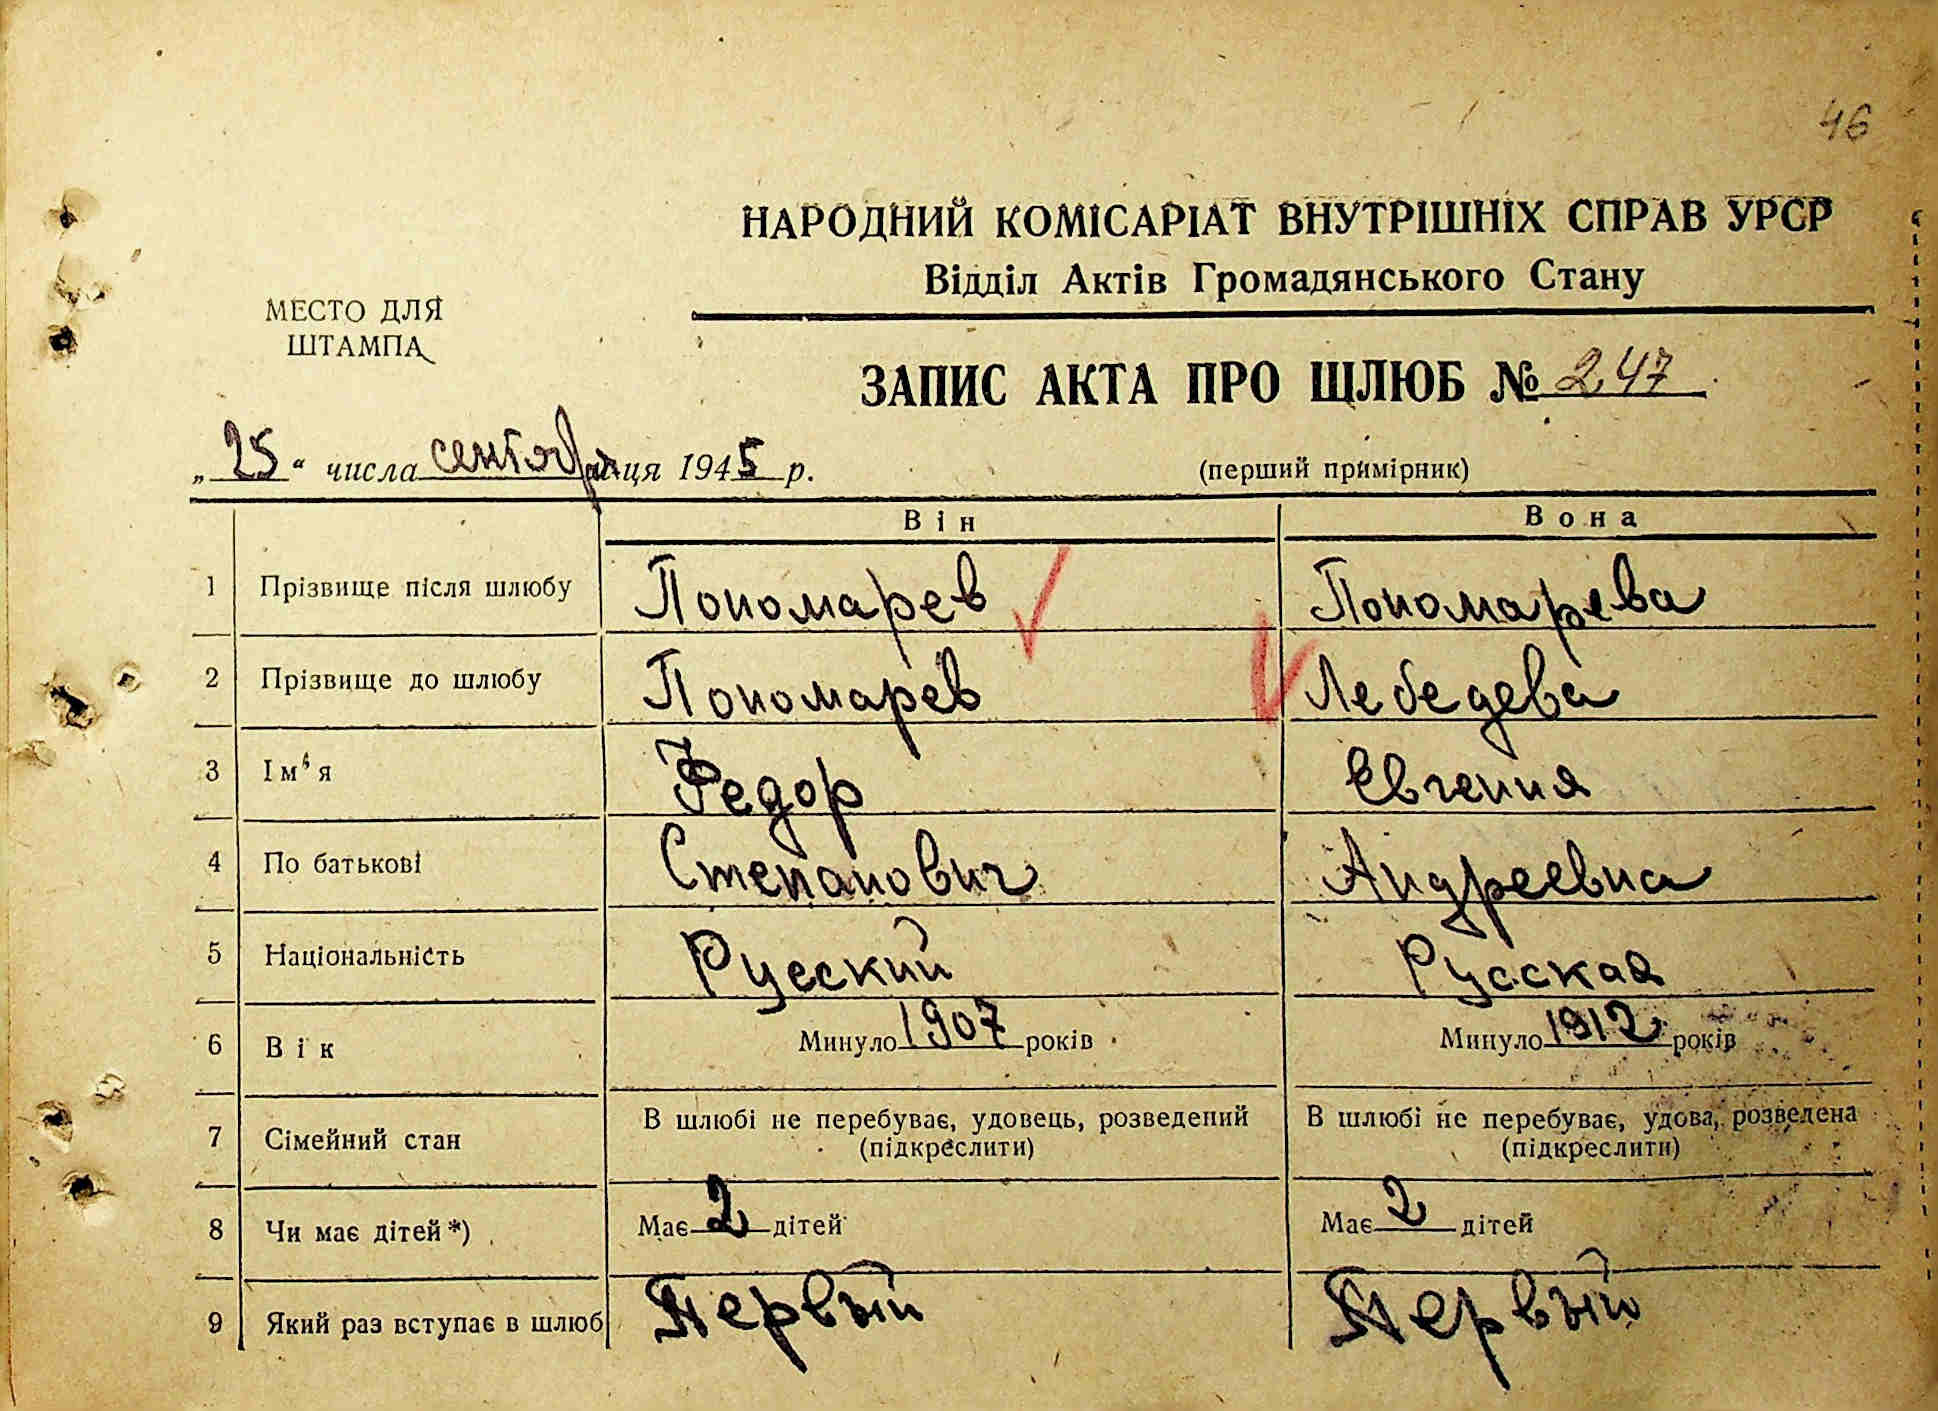 46
НАРОДНИЙ КОМІСАРІАТ ВНУТРІШНІХ СПРАВ УРСР
Відділ Актів Громадянського Стану
МЕСТО ДЛЯ
ШТАМПА
ЗАПИС АКТА ПРО ШЛЮБ № 247
„25“ числа сентября ця 1945 р.
(перший примірник)
Він Вона
1 Прізвище після шлюбу Пономарев Пономарева
2 Прізвище до шлюбу Пономарев Лебедева
3 Ім‘я Федор Евгения
4 По батькові Степанович Андреевна
5 Національність Русский Русская
6 Вік Минуло 1907 років Минуло 1912 років
7 Сімейний стан В шлюбі не перебуває, удовець, розведений (підкреслити) В шлюбі не перебуває, удова, розведена (підкреслити)
8 Чи має дітей*) Має 2 дітей Має 2 дітей
9 Який раз вступає в шлюб Первый Первый